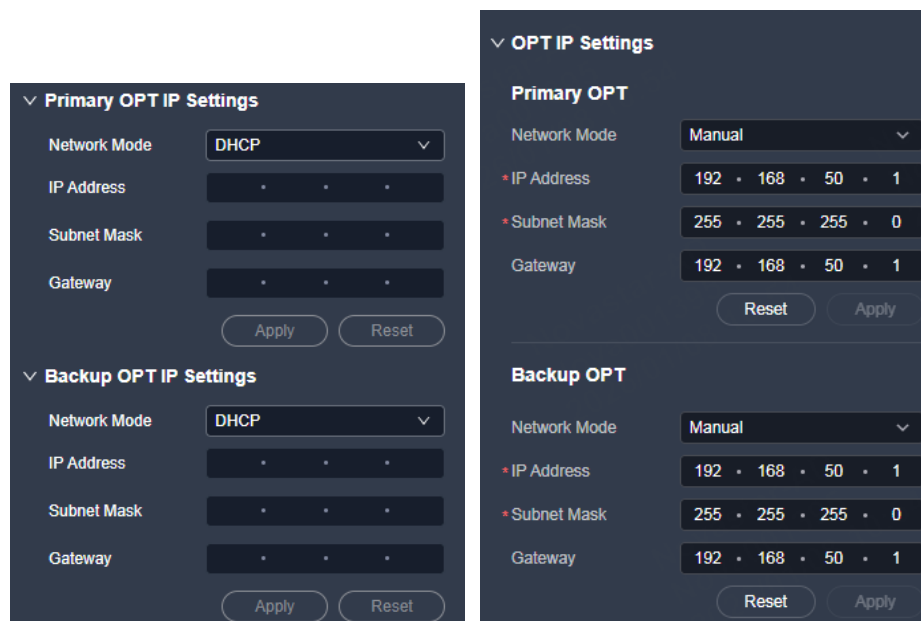 Primary OPT IP Settings
Network Mode DHCP
IP Address . . .
Subnet Mask . . .
Gateway . . .
Apply Reset
Backup OPT IP Settings
Network Mode DHCP
IP Address . . .
Subnet Mask . . .
Gateway . . .
Apply Reset
OPT IP Settings
Primary OPT
Network Mode Manual
* IP Address 192 . 168 . 50 . 1
* Subnet Mask 255 . 255 . 255 . 0
Gateway 192 . 168 . 50 . 1
Reset Apply
Backup OPT
Network Mode Manual
* IP Address 192 . 168 . 50 . 1
* Subnet Mask 255 . 255 . 255 . 0
Gateway 192 . 168 . 50 . 1
Reset Apply